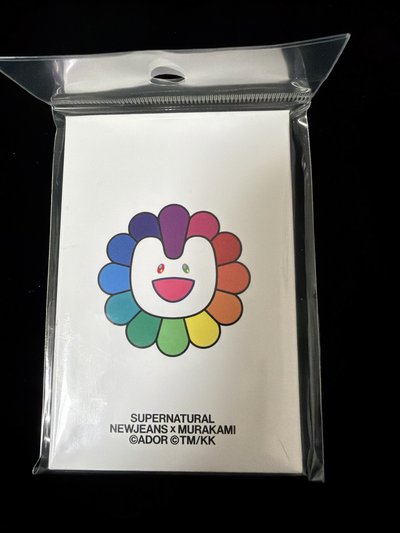 SUPERNATURAL
NEWJEANS x MURAKAMI
©ADOR ©TM/KK